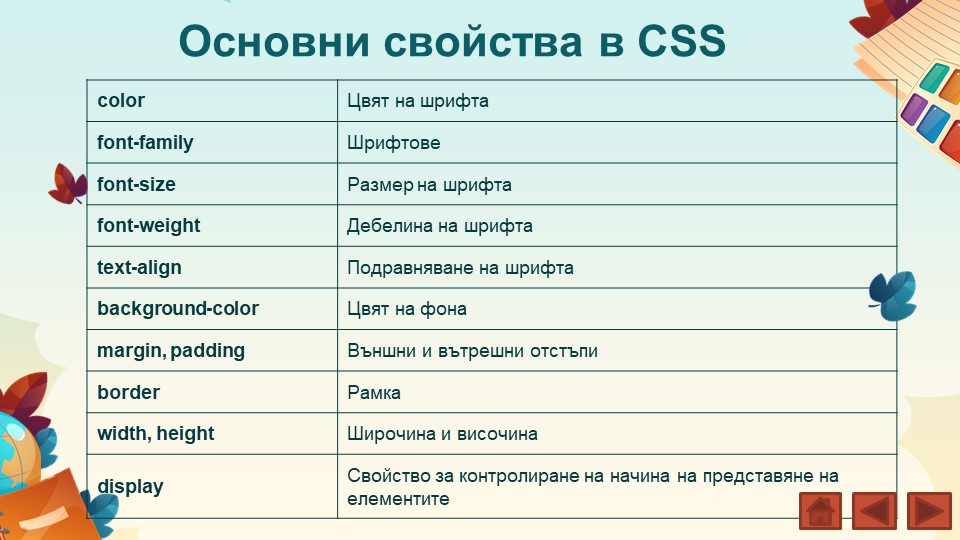 Основни свойства в CSS
color Цвят на шрифта
font-family Шрифтове
font-size Размер на шрифта
font-weight Дебелина на шрифта
text-align Подравняване на шрифта
background-color Цвят на фона
margin, padding Външни и вътрешни отстъпи
border Рамка
width, height Широчина и височина
display Свойство за контролиране на начина на представяне на
елементите